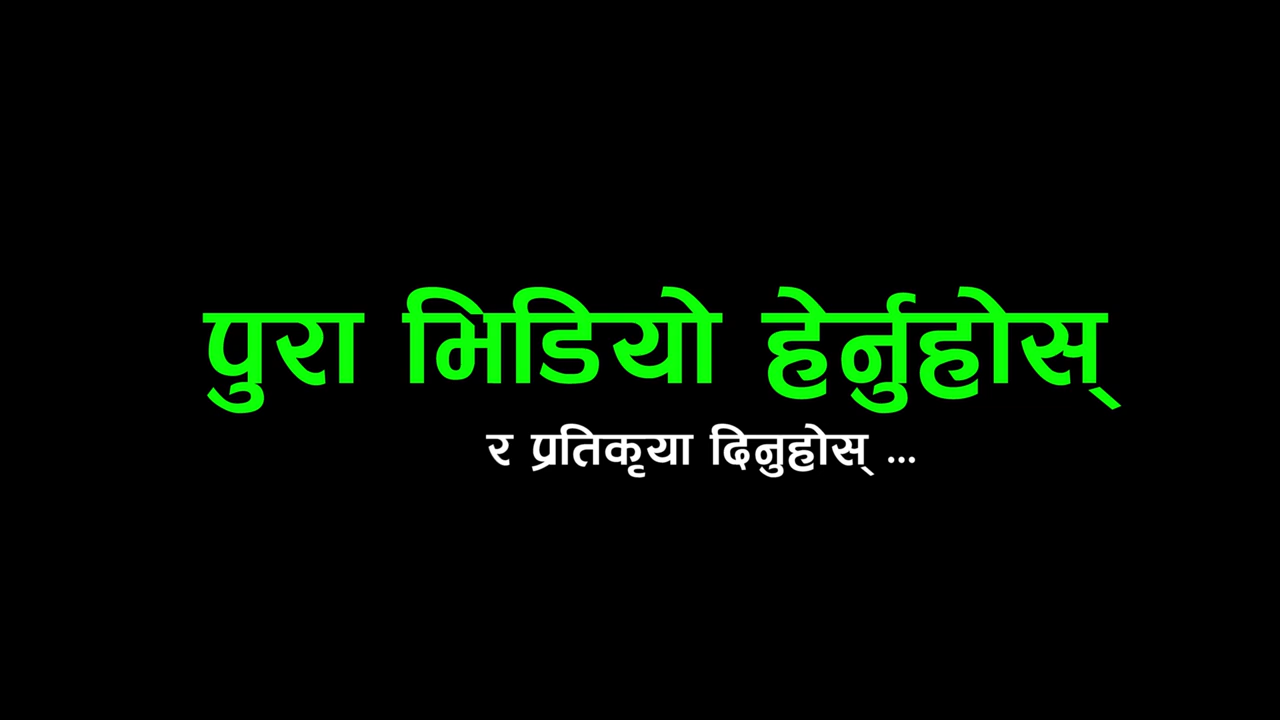 पुरा भिडियो हेर्नुहोस्
र प्रतिकृया दिनुहोस् ...